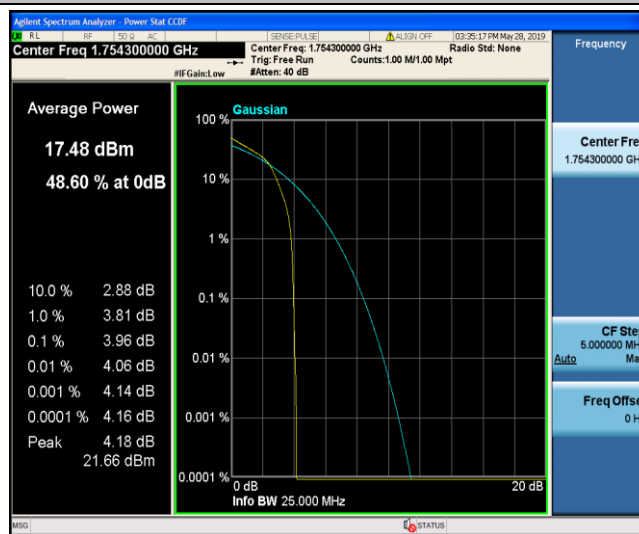 Agilent Spectrum Analyzer - Power Stat CCDF
RL RF 50 Ω AC SENSE:PULSE ALIGN OFF 03:35:17 PM May 28, 2019
Center Freq 1.754300000 GHz
Center Freq: 1.754300000 GHz Radio Std: None
Trig: Free Run Counts:1.00 M/1.00 Mpt
#IFGain:Low #Atten: 40 dB
Frequency
Average Power
17.48 dBm
48.60 % at 0dB
10.0 % 2.88 dB
1.0 % 3.81 dB
0.1 % 3.96 dB
0.01 % 4.06 dB
0.001 % 4.14 dB
0.0001 % 4.16 dB
Peak 4.18 dB
21.66 dBm
Gaussian
100 %
10 %
1 %
0.1 %
0.01 %
0.001 %
0.0001 %
0 dB 20 dB
Info BW 25.000 MHz
Center Fre
1.754300000 GH
CF Ste
5.000000 MH
Auto Ma
Freq Offse
0 H
MSG STATUS